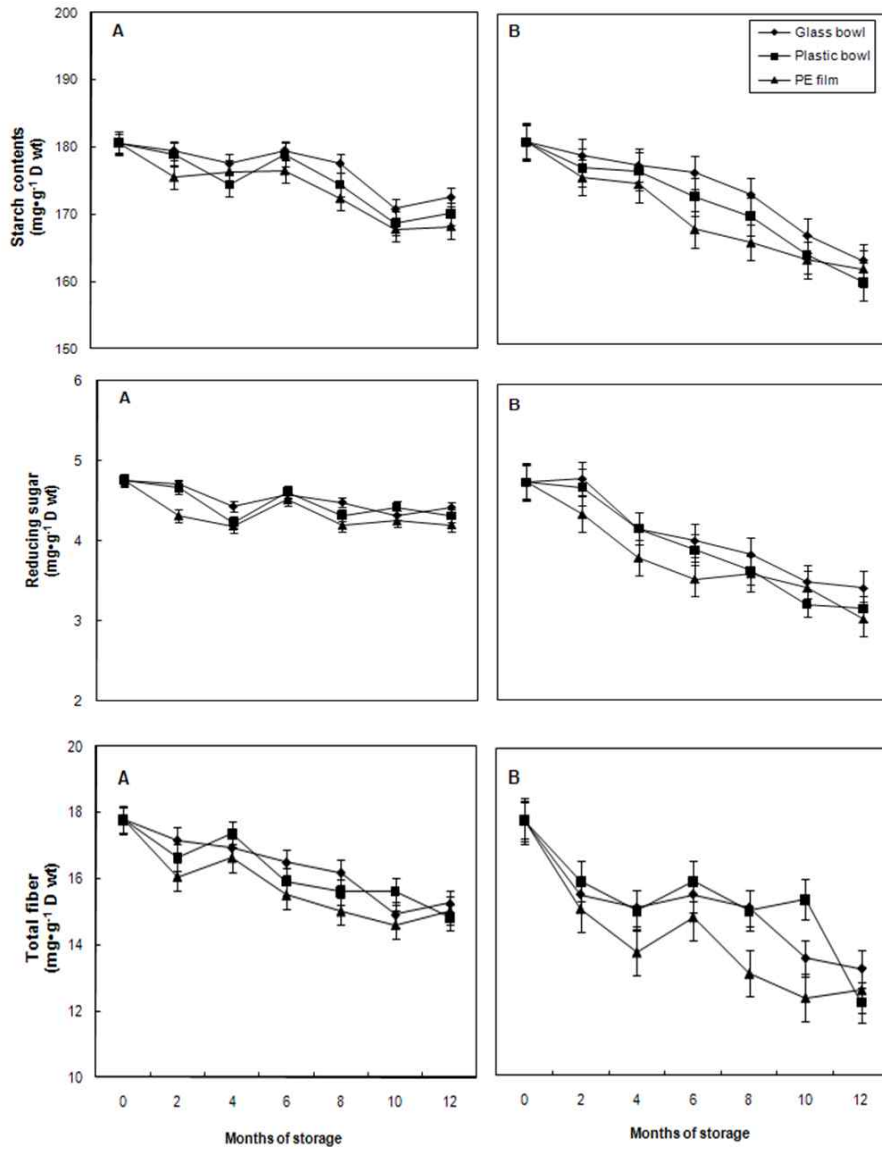 200
190
180
170
160
150
Starch contents
(mg•g⁻¹ D wt)
A
B
Glass bowl
Plastic bowl
PE film
6
5
4
3
2
Reducing sugar
(mg•g⁻¹ D wt)
A
B
20
18
16
14
12
10
Total fiber
(mg•g⁻¹ D wt)
A
B
0 2 4 6 8 10 12
0 2 4 6 8 10 12
Months of storage
Months of storage